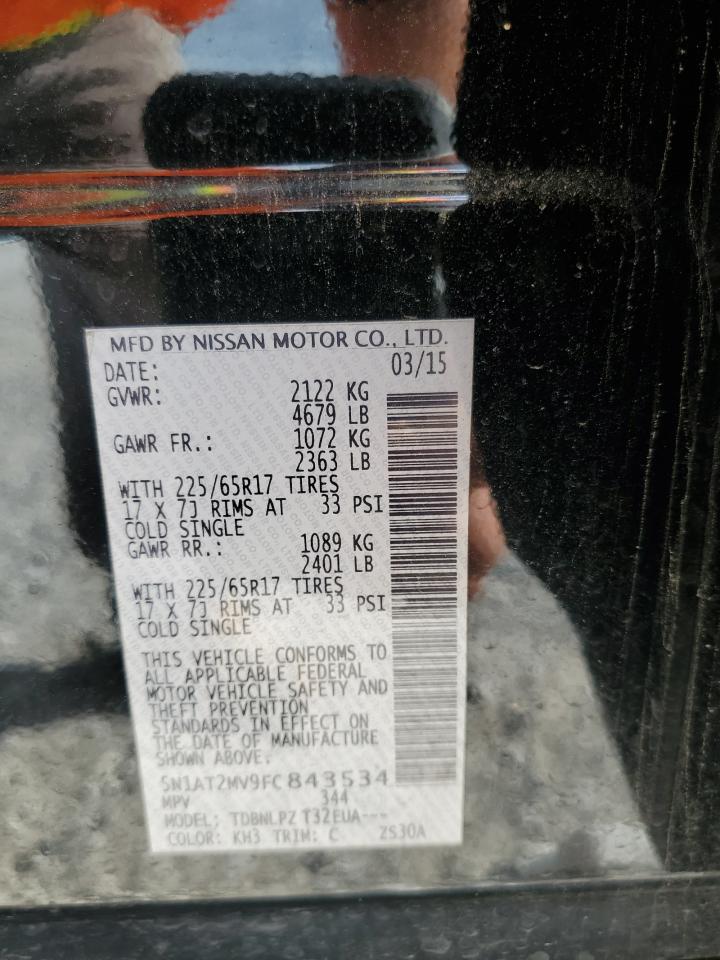 MFD BY NISSAN MOTOR CO., LTD.
DATE: 03/15
GVWR: 2122 KG
4679 LB
GAWR FR.: 1072 KG
2363 LB
WITH 225/65R17 TIRES
17 X 7J RIMS AT 33 PSI
COLD SINGLE
GAWR RR.: 1089 KG
2401 LB
WITH 225/65R17 TIRES
17 X 7J RIMS AT 33 PSI
COLD SINGLE
THIS VEHICLE CONFORMS TO
ALL APPLICABLE FEDERAL
MOTOR VEHICLE SAFETY AND
THEFT PREVENTION
STANDARDS IN EFFECT ON
THE DATE OF MANUFACTURE
SHOWN ABOVE.
5N1AT2MV9FC843534
MPV 344
MODEL: TDBNLPZ T32EUA---
COLOR: KH3 TRIM: C ZS30A